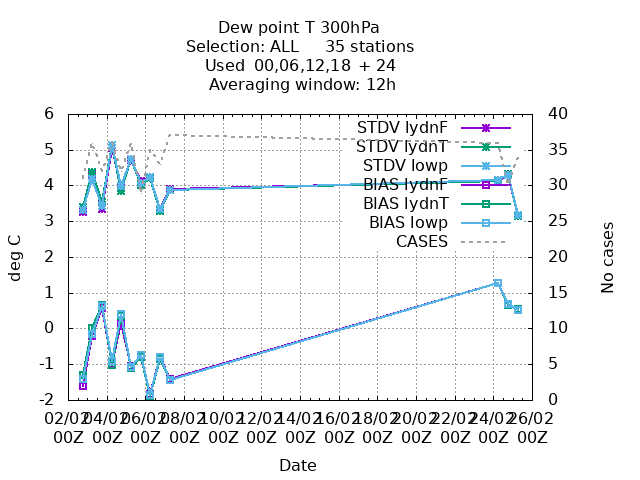 Dew point T 300hPa
Selection: ALL 35 stations
Used 00,06,12,18 + 24
Averaging window: 12h
6 40
STDV lydnF
5 35
STDV lydnT
STDV lowp
4 30
BIAS lydnF
BIAS lydnT
3 25
BIAS lowp
CASES
2 20
1 15
0 10
-1 5
-2 0
deg C
No cases
02/02 04/02 06/02 08/02 10/02 12/02 14/02 16/02 18/02 20/02 22/02 24/02 26/02
00Z 00Z 00Z 00Z 00Z 00Z 00Z 00Z 00Z 00Z 00Z 00Z 00Z
Date